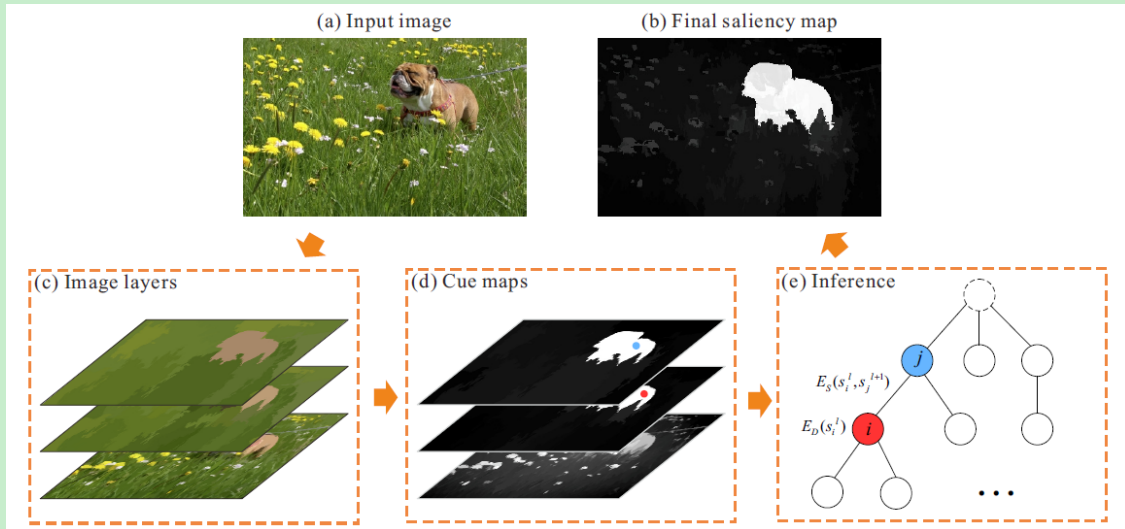 (a) Input image
(b) Final saliency map
(c) Image layers
(d) Cue maps
(e) Inference
j
E_S(s_i^l, s_j^{l+1})
E_D(s_i^l)
i
• • •